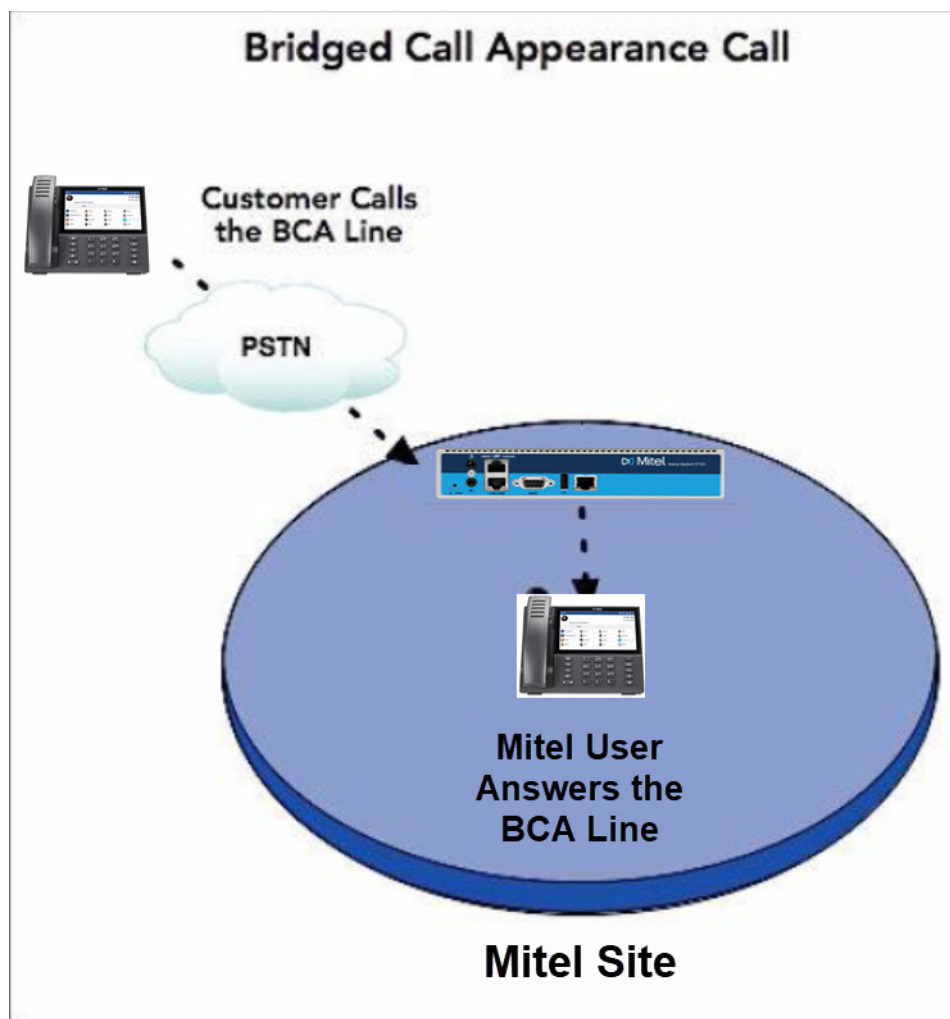 Bridged Call Appearance Call
Customer Calls
the BCA Line
PSTN
Mitel
Mitel User
Answers the
BCA Line
Mitel Site